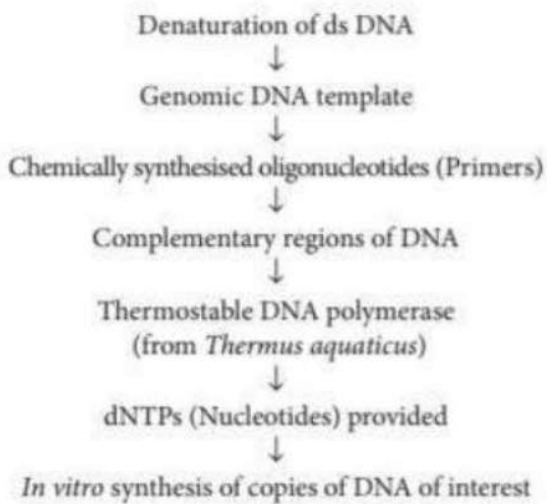 Denaturation of ds DNA
↓
Genomic DNA template
↓
Chemically synthesised oligonucleotides (Primers)
↓
Complementary regions of DNA
↓
Thermostable DNA polymerase
(from Thermus aquaticus)
↓
dNTPs (Nucleotides) provided
↓
In vitro synthesis of copies of DNA of interest